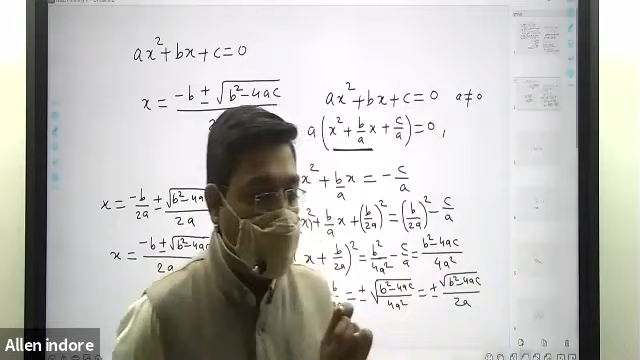 ax² + bx + c = 0
x = -b ± √(b² - 4ac)
ax² + bx + c = 0 a ≠ 0
a(x² + b/a x + c/a) = 0,
x² + b/a x = - c/a
x² + b/a x + (b/2a)² = (b/2a)² - c/a
x + b/2a)² = b²/4a² - c/a = b² - 4ac/4a²
= ± √(b² - 4ac/4a²) = ± √(b² - 4ac)/2a
x = -b/2a ± √(b² - 4ac)/2a
x = -b ± √(b² - 4ac)/2a
Allen indore